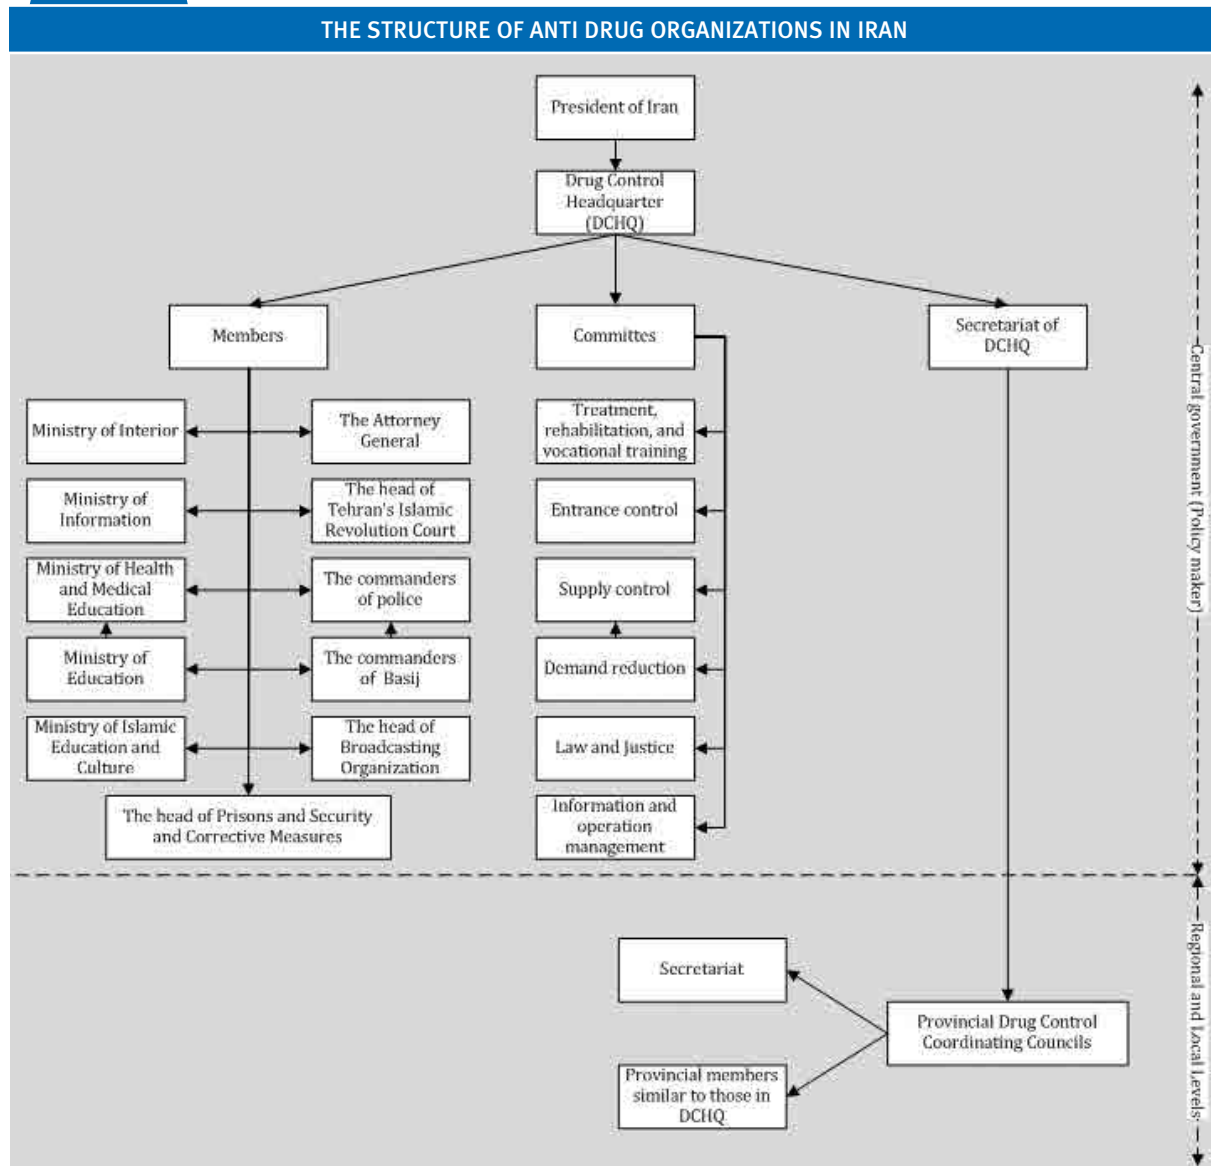 THE STRUCTURE OF ANTI DRUG ORGANIZATIONS IN IRAN
President of Iran
Drug Control
Headquarter
(DCHQ)
Members
Committes
Secretariat of
DCHQ
Ministry of Interior
The Attorney
General
Treatment,
rehabilitation, and
vocational training
Ministry of
Information
The head of
Tehran's Islamic
Revolution Court
Entrance control
Ministry of Health
and Medical
Education
The commanders
of police
Supply control
Ministry of
Education
The commanders
of Basij
Demand reduction
Ministry of Islamic
Education and
Culture
The head of
Broadcasting
Organization
Law and Justice
The head of Prisons and Security
and Corrective Measures
Information and
operation
management
Central government (Policy maker)
Secretariat
Provincial Drug Control
Coordinating Councils
Provincial members
similar to those in
DCHQ
Regional and Local Levels